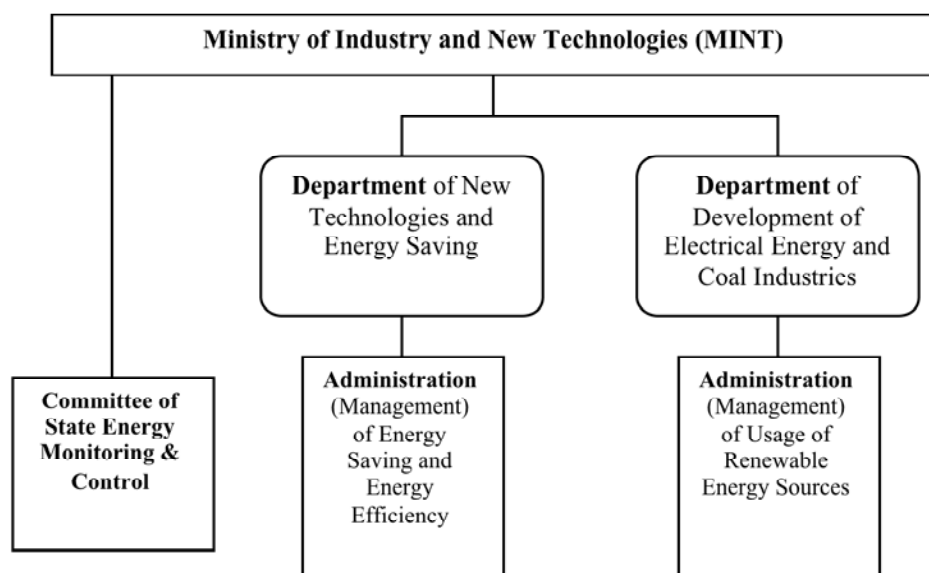 Ministry of Industry and New Technologies (MINT)
Department of New
Technologies and
Energy Saving
Department of
Development of
Electrical Energy and
Coal Industrics
Committee of
State Energy
Monitoring &
Control
Administration
(Management)
of Energy
Saving and
Energy
Efficiency
Administration
(Management)
of Usage of
Renewable
Energy Sources